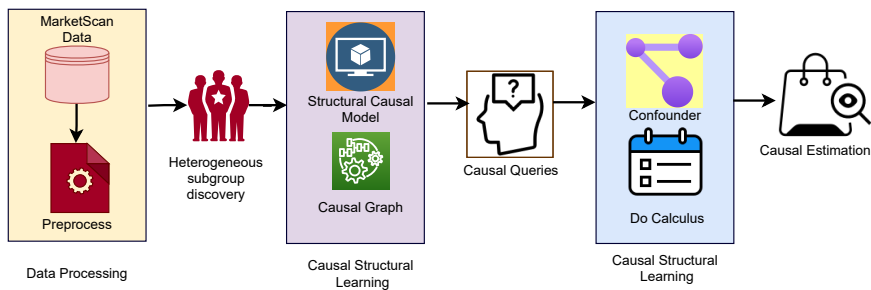 MarketScan
Data
Preprocess
Data Processing
Heterogeneous
subgroup
discovery
Structural Causal
Model
Causal Graph
Causal Structural
Learning
?
Causal Queries
Confounder
Do Calculus
Causal Structural
Learning
Causal Estimation